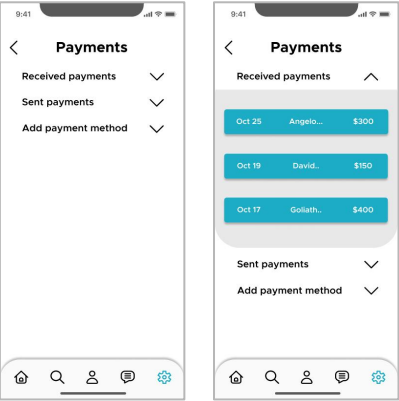 9:41
Payments
Received payments
Sent payments
Add payment method
9:41
Payments
Received payments
Oct 25 Angelo... $300
Oct 19 David.. $150
Oct 17 Goliath.. $400
Sent payments
Add payment method